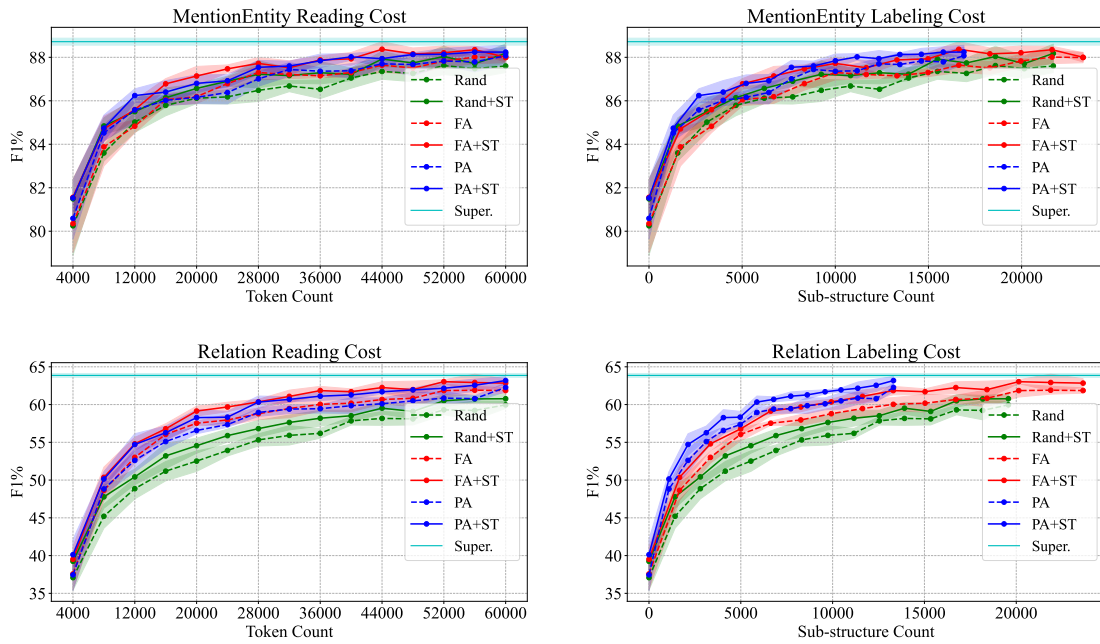 MentionEntity Reading Cost
F1%
88
86
84
82
80
4000 12000 20000 28000 36000 44000 52000 60000
Token Count
Rand
Rand+ST
FA
FA+ST
PA
PA+ST
Super.
MentionEntity Labeling Cost
F1%
88
86
84
82
80
0 5000 10000 15000 20000
Sub-structure Count
Rand
Rand+ST
FA
FA+ST
PA
PA+ST
Super.
Relation Reading Cost
F1%
65
60
55
50
45
40
35
4000 12000 20000 28000 36000 44000 52000 60000
Token Count
Rand
Rand+ST
FA
FA+ST
PA
PA+ST
Super.
Relation Labeling Cost
F1%
65
60
55
50
45
40
35
0 5000 10000 15000 20000
Sub-structure Count
Rand
Rand+ST
FA
FA+ST
PA
PA+ST
Super.